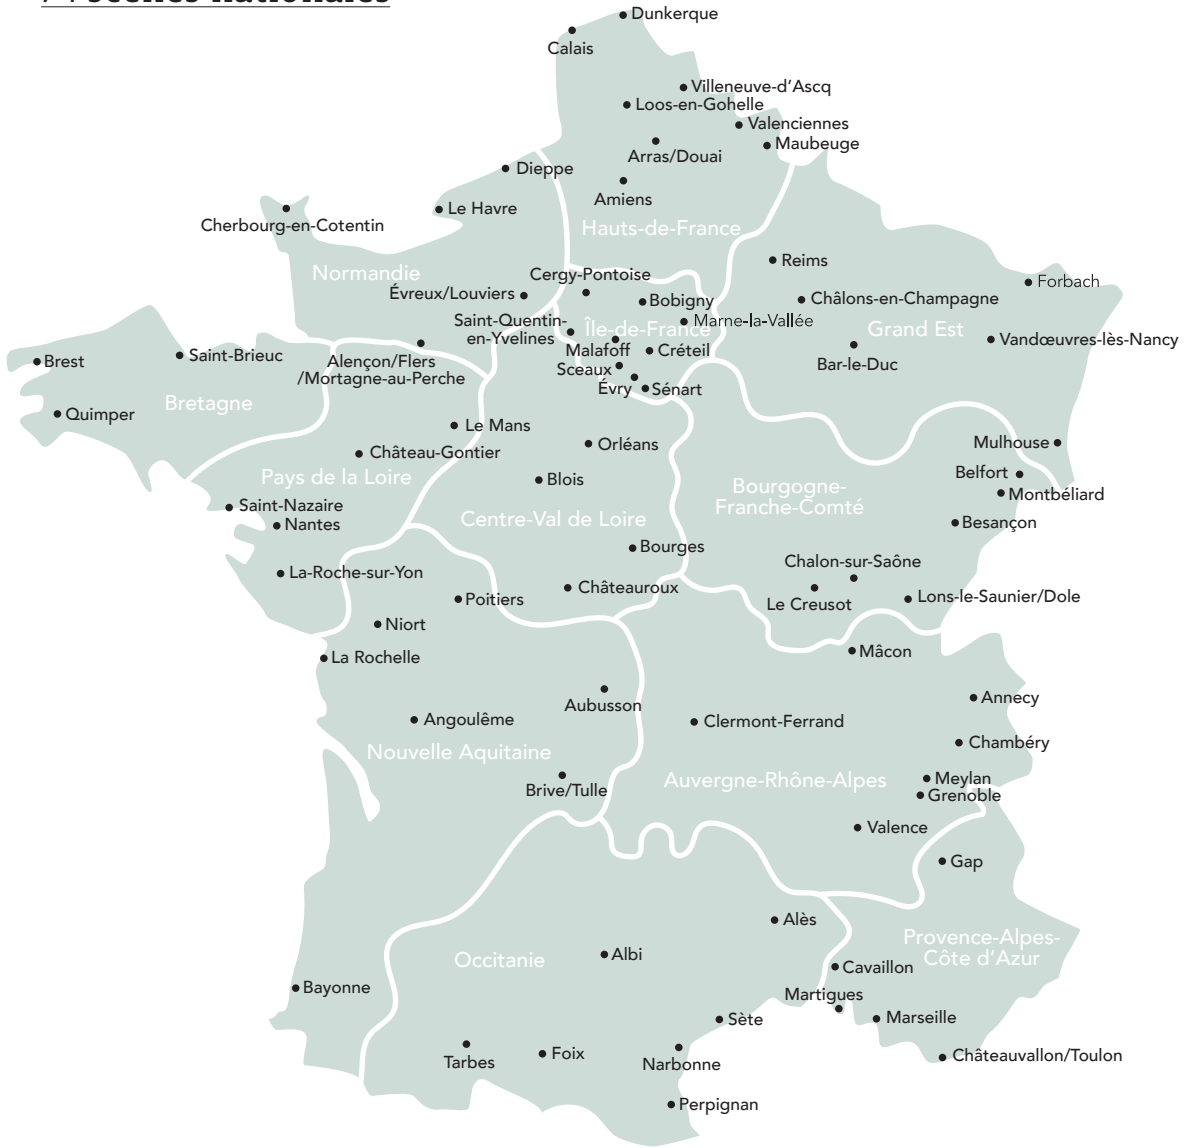 scènes nationales
Dunkerque
Calais
Villeneuve-d'Ascq
Loos-en-Gohelle
Valenciennes
Maubeuge
Arras/Douai
Dieppe
Amiens
Le Havre
Cherbourg-en-Cotentin
Hauts-de-France
Reims
Normandie
Cergy-Pontoise
Forbach
Évreux/Louviers
Bobigny
Châlons-en-Champagne
Saint-Quentin-
en-Yvelines
Île-de-France
Marne-la-Vallée
Grand Est
Vandœuvres-lès-Nancy
Brest
Saint-Brieuc
Alençon/Flers
/Mortagne-au-Perche
Malafoff
Créteil
Bar-le-Duc
Sceaux
Évry
Sénart
Bretagne
Quimper
Le Mans
Orléans
Mulhouse
Château-Gontier
Pays de la Loire
Blois
Belfort
Bourgogne-
Franche-Comté
Montbéliard
Saint-Nazaire
Nantes
Centre-Val de Loire
Besançon
Bourges
Chalon-sur-Saône
La-Roche-sur-Yon
Châteauroux
Poitiers
Le Creusot
Lons-le-Saunier/Dole
Niort
La Rochelle
Mâcon
Aubusson
Annecy
Angoulême
Clermont-Ferrand
Chambéry
Nouvelle Aquitaine
Brive/Tulle
Auvergne-Rhône-Alpes
Meylan
Grenoble
Valence
Gap
Alès
Provence-Alpes-
Côte d'Azur
Occitanie
Albi
Cavaillon
Bayonne
Martigues
Sète
Marseille
Tarbes
Foix
Narbonne
Châteauvallon/Toulon
Perpignan